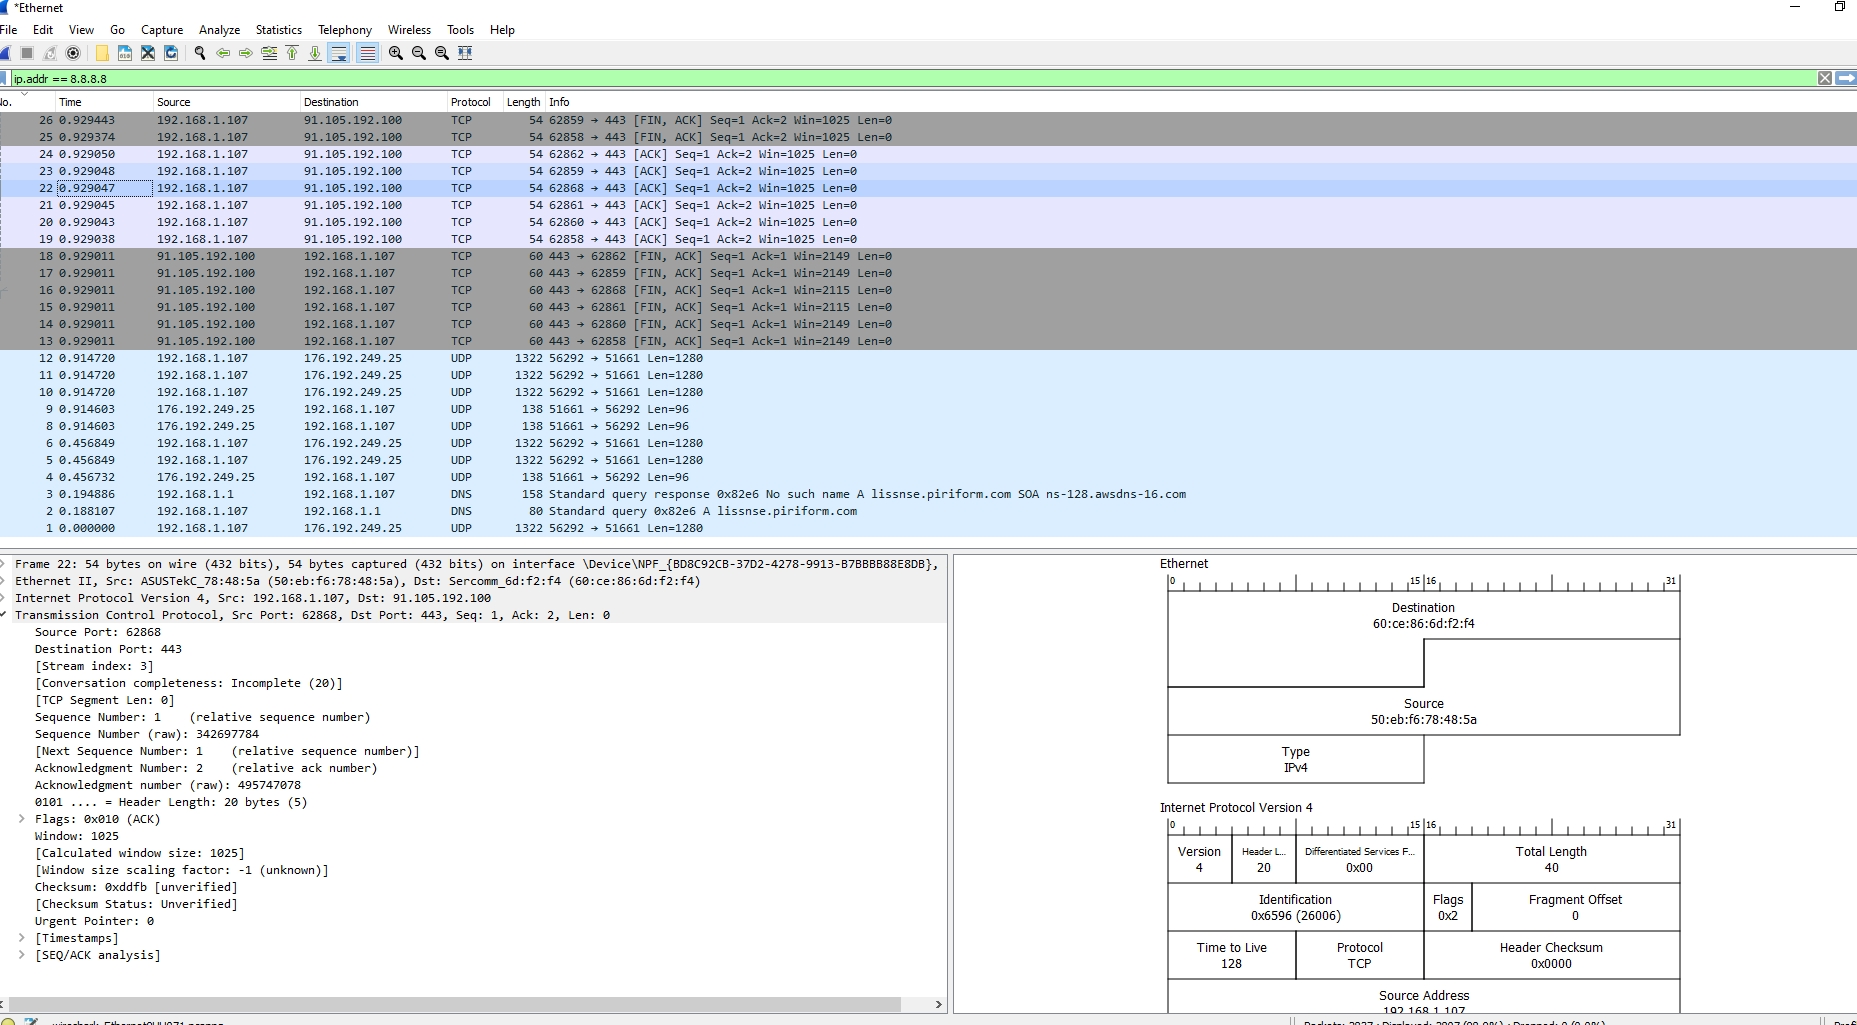 *Ethernet
File Edit View Go Capture Analyze Statistics Telephony Wireless Tools Help
ip.addr == 8.8.8.8
No. Time Source Destination Protocol Length Info
26 0.929443 192.168.1.107 91.105.192.100 TCP 54 62859 → 443 [FIN, ACK] Seq=1 Ack=2 Win=1025 Len=0
25 0.929374 192.168.1.107 91.105.192.100 TCP 54 62858 → 443 [FIN, ACK] Seq=1 Ack=2 Win=1025 Len=0
24 0.929050 192.168.1.107 91.105.192.100 TCP 54 62862 → 443 [ACK] Seq=1 Ack=2 Win=1025 Len=0
23 0.929048 192.168.1.107 91.105.192.100 TCP 54 62859 → 443 [ACK] Seq=1 Ack=2 Win=1025 Len=0
22 0.929047 192.168.1.107 91.105.192.100 TCP 54 62868 → 443 [ACK] Seq=1 Ack=2 Win=1025 Len=0
21 0.929045 192.168.1.107 91.105.192.100 TCP 54 62861 → 443 [ACK] Seq=1 Ack=2 Win=1025 Len=0
20 0.929043 192.168.1.107 91.105.192.100 TCP 54 62860 → 443 [ACK] Seq=1 Ack=2 Win=1025 Len=0
19 0.929038 192.168.1.107 91.105.192.100 TCP 54 62858 → 443 [ACK] Seq=1 Ack=2 Win=1025 Len=0
18 0.929011 91.105.192.100 192.168.1.107 TCP 60 443 → 62862 [FIN, ACK] Seq=1 Ack=1 Win=2149 Len=0
17 0.929011 91.105.192.100 192.168.1.107 TCP 60 443 → 62859 [FIN, ACK] Seq=1 Ack=1 Win=2149 Len=0
16 0.929011 91.105.192.100 192.168.1.107 TCP 60 443 → 62868 [FIN, ACK] Seq=1 Ack=1 Win=2115 Len=0
15 0.929011 91.105.192.100 192.168.1.107 TCP 60 443 → 62861 [FIN, ACK] Seq=1 Ack=1 Win=2115 Len=0
14 0.929011 91.105.192.100 192.168.1.107 TCP 60 443 → 62860 [FIN, ACK] Seq=1 Ack=1 Win=2149 Len=0
13 0.929011 91.105.192.100 192.168.1.107 TCP 60 443 → 62858 [FIN, ACK] Seq=1 Ack=1 Win=2149 Len=0
12 0.914720 192.168.1.107 176.192.249.25 UDP 1322 56292 → 51661 Len=1280
11 0.914720 192.168.1.107 176.192.249.25 UDP 1322 56292 → 51661 Len=1280
10 0.914720 192.168.1.107 176.192.249.25 UDP 1322 56292 → 51661 Len=1280
9 0.914603 176.192.249.25 192.168.1.107 UDP 138 51661 → 56292 Len=96
8 0.914603 176.192.249.25 192.168.1.107 UDP 138 51661 → 56292 Len=96
6 0.456849 192.168.1.107 176.192.249.25 UDP 1322 56292 → 51661 Len=1280
5 0.456849 192.168.1.107 176.192.249.25 UDP 1322 56292 → 51661 Len=1280
4 0.456732 176.192.249.25 192.168.1.107 UDP 138 51661 → 56292 Len=96
3 0.194886 192.168.1.1 192.168.1.107 DNS 158 Standard query response 0x82e6 No such name A lissnse.piriform.com SOA ns-128.awsdns-16.com
2 0.188107 192.168.1.107 192.168.1.1 DNS 80 Standard query 0x82e6 A lissnse.piriform.com
1 0.000000 192.168.1.107 176.192.249.25 UDP 1322 56292 → 51661 Len=1280
Frame 22: 54 bytes on wire (432 bits), 54 bytes captured (432 bits) on interface \Device\NPF_{BD8C92CB-37D2-4278-9913-B7BBBB88E8DB},
Ethernet II, Src: ASUSTekC_78:48:5a (50:eb:f6:78:48:5a), Dst: Sercomm_6d:f2:f4 (60:ce:86:6d:f2:f4)
Internet Protocol Version 4, Src: 192.168.1.107, Dst: 91.105.192.100
Transmission Control Protocol, Src Port: 62868, Dst Port: 443, Seq: 1, Ack: 2, Len: 0
Source Port: 62868
Destination Port: 443
[Stream index: 3]
[Conversation completeness: Incomplete (20)]
[TCP Segment Len: 0]
Sequence Number: 1 (relative sequence number)
Sequence Number (raw): 342697784
[Next Sequence Number: 1 (relative sequence number)]
Acknowledgment Number: 2 (relative ack number)
Acknowledgment number (raw): 495747078
0101 .... = Header Length: 20 bytes (5)
Flags: 0x010 (ACK)
Window: 1025
[Calculated window size: 1025]
[Window size scaling factor: -1 (unknown)]
Checksum: 0xddfb [unverified]
[Checksum Status: Unverified]
Urgent Pointer: 0
[Timestamps]
[SEQ/ACK analysis]
Ethernet
0 15 16 31
Destination
60:ce:86:6d:f2:f4
Source
50:eb:f6:78:48:5a
Type
IPv4
Internet Protocol Version 4
0 15 16 31
Version Header L... Differentiated Services F... Total Length
4 20 0x00 40
Identification Flags Fragment Offset
0x6596 (26006) 0x2 0
Time to Live Protocol Header Checksum
128 TCP 0x0000
Source Address
192.168.1.107